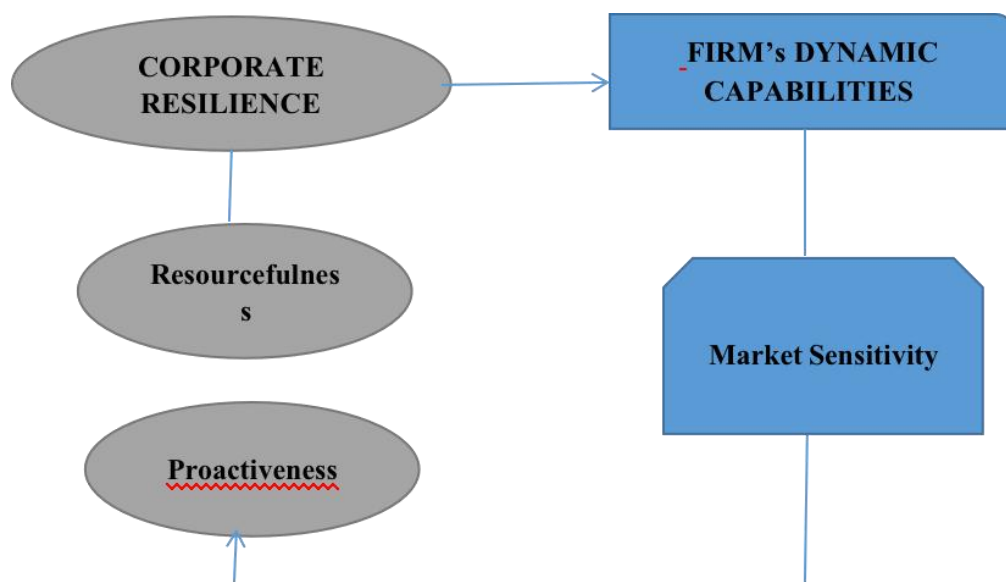 CORPORATE
RESILIENCE
FIRM's DYNAMIC
CAPABILITIES
Resourcefulnes
s
Market Sensitivity
Proactiveness